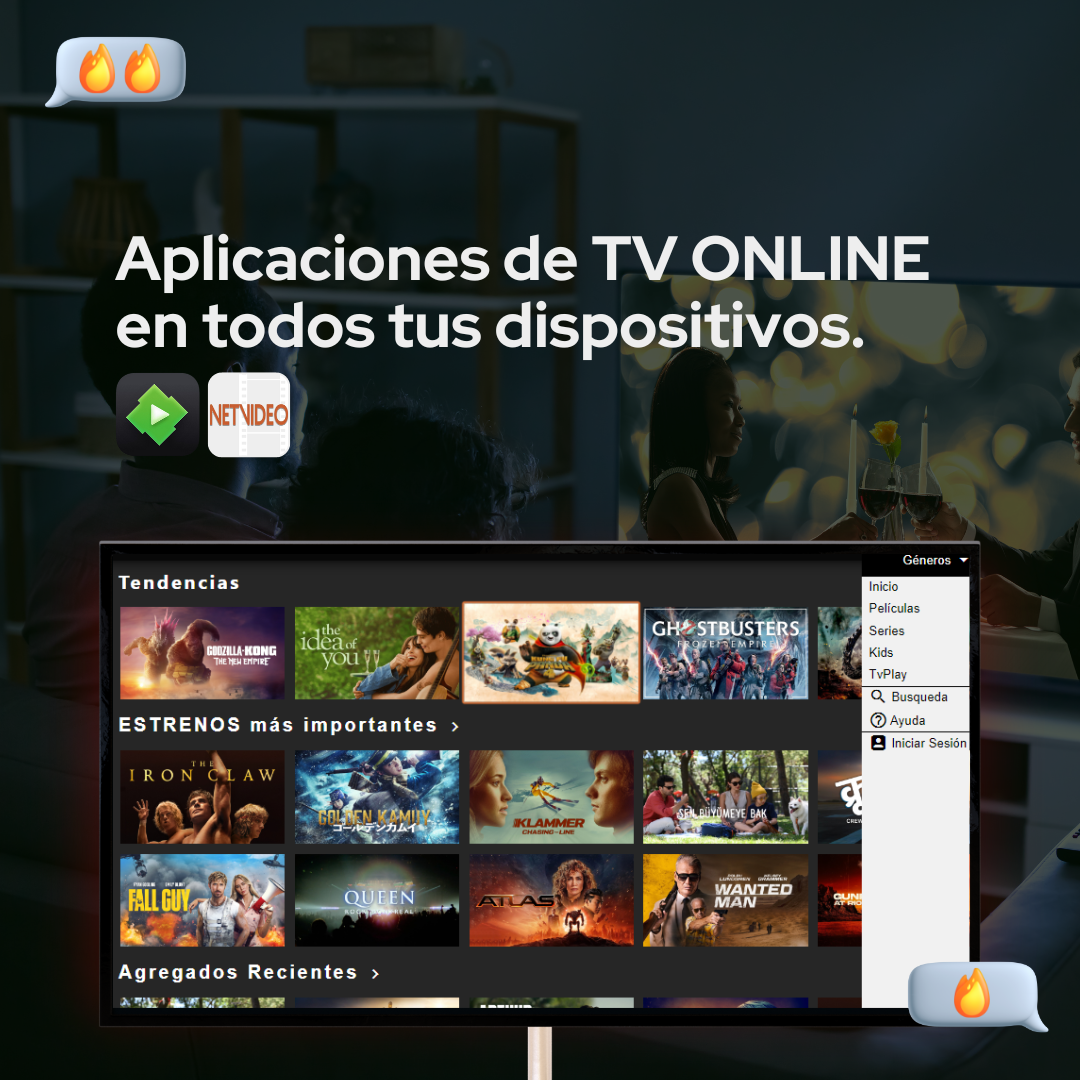 Aplicaciones de TV ONLINE
en todos tus dispositivos.
NETVIDEO
Géneros
Tendencias
Inicio
Películas
Series
Kids
TvPlay
Busqueda
Ayuda
Iniciar Sesión
the
idea of
you
GODZILLA-KONG
THE NEW EMPIRE
GHOSTBUSTERS
FROZEN EMPIRE
ESTRENOS más importantes >
THE
IRON CLAW
GOLDEN KAMUY
ゴールデンカムイ
KLAMMER
CHASING THE LINE
SEN BÜYÜMEYE BAK
CREW
FALL GUY
QUEEN
ATLAS
WANTED
MAN
Agregados Recientes >